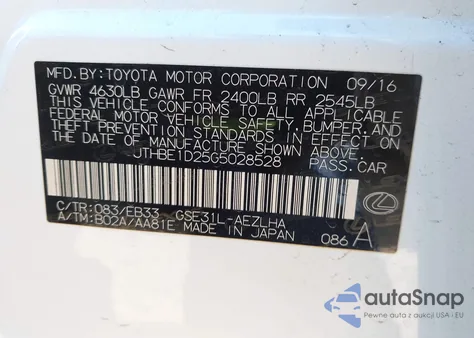 MFD.BY:TOYOTA MOTOR CORPORATION 09/16
GVWR 4630LB GAWR FR 2400LB RR 2545LB
THIS VEHICLE CONFORMS TO ALL APPLICABLE
FEDERAL MOTOR VEHICLE SAFETY, BUMPER, AND
THEFT PREVENTION STANDARDS IN EFFECT ON
THE DATE OF MANUFACTURE SHOWN ABOVE.
JTHBE1D25G5028528 PASS.CAR
C/TR:083/EB33 GSE31L-AEZLHA
A/TM:B02A/AA81E MADE IN JAPAN 086 A
autoSnap
Pewne auta z aukcji USA i EU